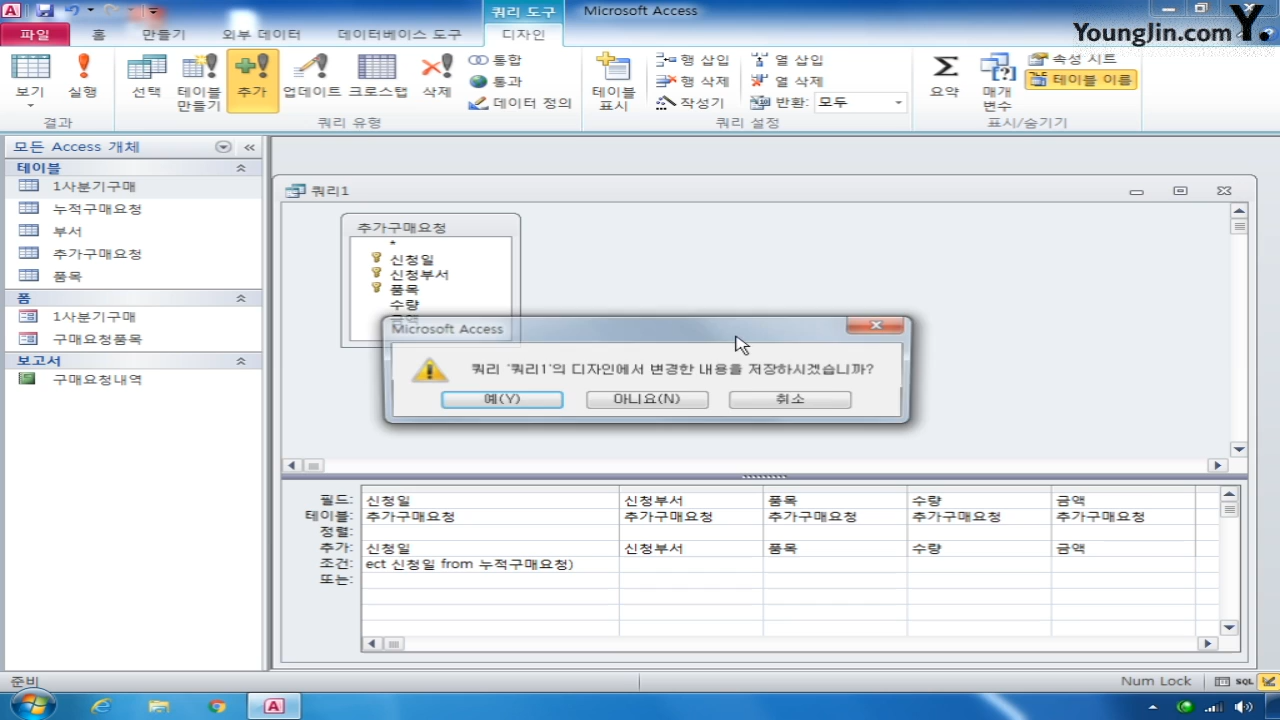 쿼리 도구
Microsoft Access
YoungJin.com Y.
파일
홈
만들기
외부 데이터
데이터베이스 도구
디자인
보기
실행
선택
테이블 만들기
추가
업데이트
크로스탭
삭제
통합
통과
데이터 정의
테이블 표시
행 삽입
행 삭제
작성기
열 삽입
열 삭제
반환: 모두
요약
매개 변수
속성 시트
테이블 이름
결과
쿼리 유형
쿼리 설정
표시/숨기기
모든 Access 개체
테이블
1사분기구매
누적구매요청
부서
추가구매요청
품목
폼
1사분기구매
구매요청품목
보고서
구매요청내역
쿼리1
추가구매요청
*
신청일
신청부서
품목
수량
금액
Microsoft Access
쿼리 '쿼리1'의 디자인에서 변경한 내용을 저장하시겠습니까?
예(Y)
아니요(N)
취소
필드: 신청일 신청부서 품목 수량 금액
테이블: 추가구매요청 추가구매요청 추가구매요청 추가구매요청 추가구매요청
정렬:
추가: 신청일 신청부서 품목 수량 금액
조건: ect 신청일 from 누적구매요청)
또는:
준비
Num Lock
SQL